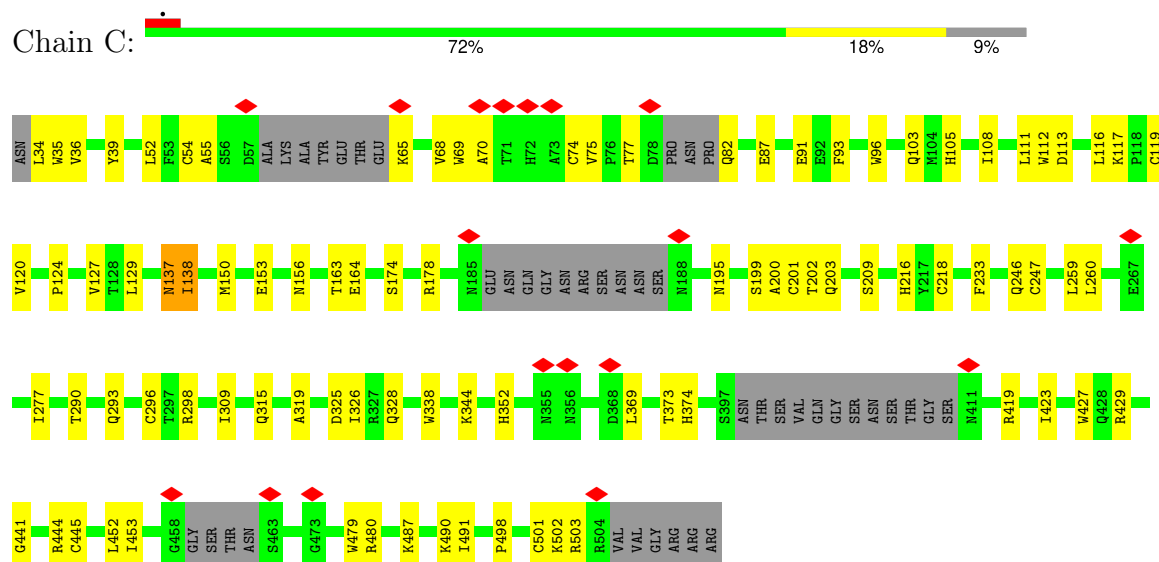 Chain C: 72% 18% 9%
ASN L34 W35 V36 Y39 L52 F53 C54 A55 S56 D57 ALA LYS ALA TYR GLU THR GLU K65 V68 W69 A70 T71 H72 A73 C74 V75 P76 T77 D78 PRO ASN PRO Q82 E87 E91 E92 F93 W96 Q103 M104 H105 I108 L111 W112 D113 L116 K117 P118 C119
V120 P124 V127 T128 L129 N137 I138 M150 E153 N156 T163 E164 S174 R178 N185 GLU ASN GLN GLY ASN ARG SER ASN ASN SER N188 N195 S199 A200 C201 T202 Q203 S209 H216 Y217 C218 F233 Q246 C247 L259 L260 E267
I277 T290 Q293 C296 T297 R298 I309 Q315 A319 D325 I326 R327 Q328 W338 K344 H352 N355 N356 D368 L369 T373 H374 S397 ASN THR SER VAL GLN GLY SER ASN SER THR GLY SER N411 R419 I423 W427 Q428 R429
G441 R444 C445 L452 I453 G458 GLY SER THR ASN S463 G473 W479 R480 K487 K490 I491 P498 C501 K502 R503 R504 VAL VAL GLY ARG ARG ARG